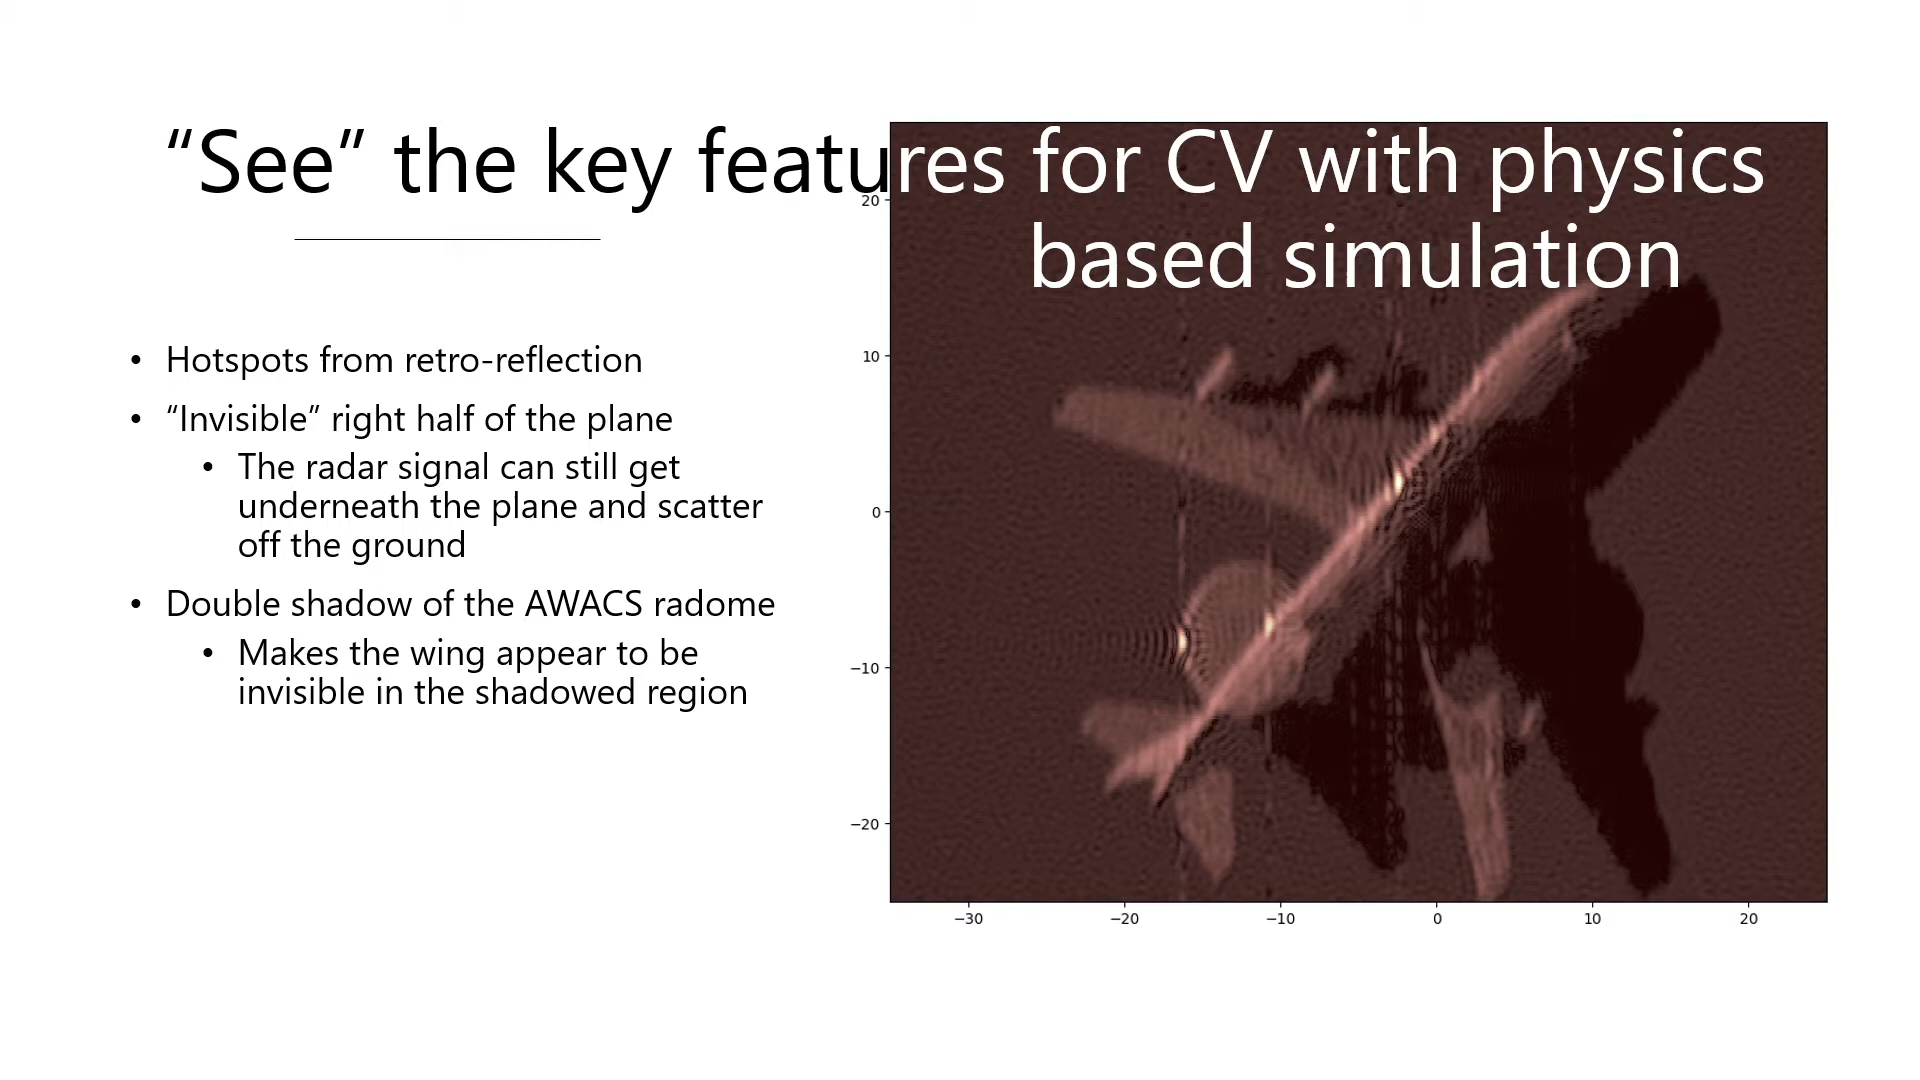 “See” the key features for CV with physics
based simulation
• Hotspots from retro-reflection
• “Invisible” right half of the plane
• The radar signal can still get
underneath the plane and scatter
off the ground
• Double shadow of the AWACS radome
• Makes the wing appear to be
invisible in the shadowed region
20
10
0
−10
−20
−30 −20 −10 0 10 20